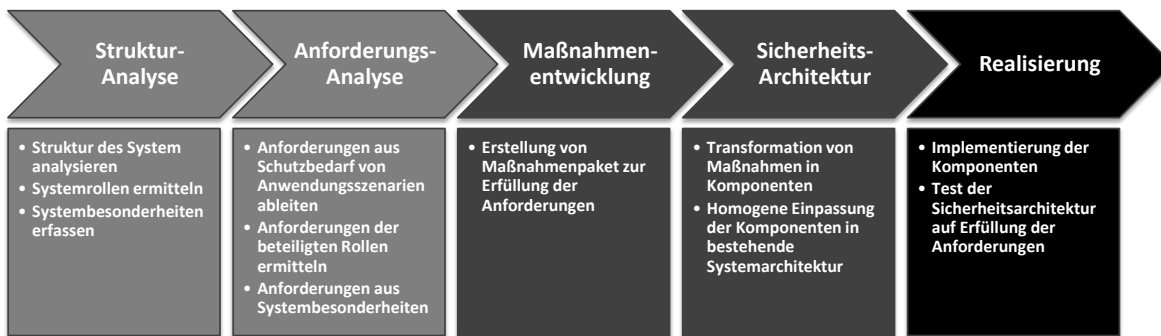 Struktur-
Analyse
Anforderungs-
Analyse
Maßnahmen-
entwicklung
Sicherheits-
Architektur
Realisierung
• Struktur des System
analysieren
• Systemrollen ermitteln
• Systembesonderheiten
erfassen
• Anforderungen aus
Schutzbedarf von
Anwendungsszenarien
ableiten
• Anforderungen der
beteiligten Rollen
ermitteln
• Anforderungen aus
Systembesonderheiten
• Erstellung von
Maßnahmenpaket zur
Erfüllung der
Anforderungen
• Transformation von
Maßnahmen in
Komponenten
• Homogene Einpassung
der Komponenten in
bestehende
Systemarchitektur
• Implementierung der
Komponenten
• Test der
Sicherheitsarchitektur
auf Erfüllung der
Anforderungen